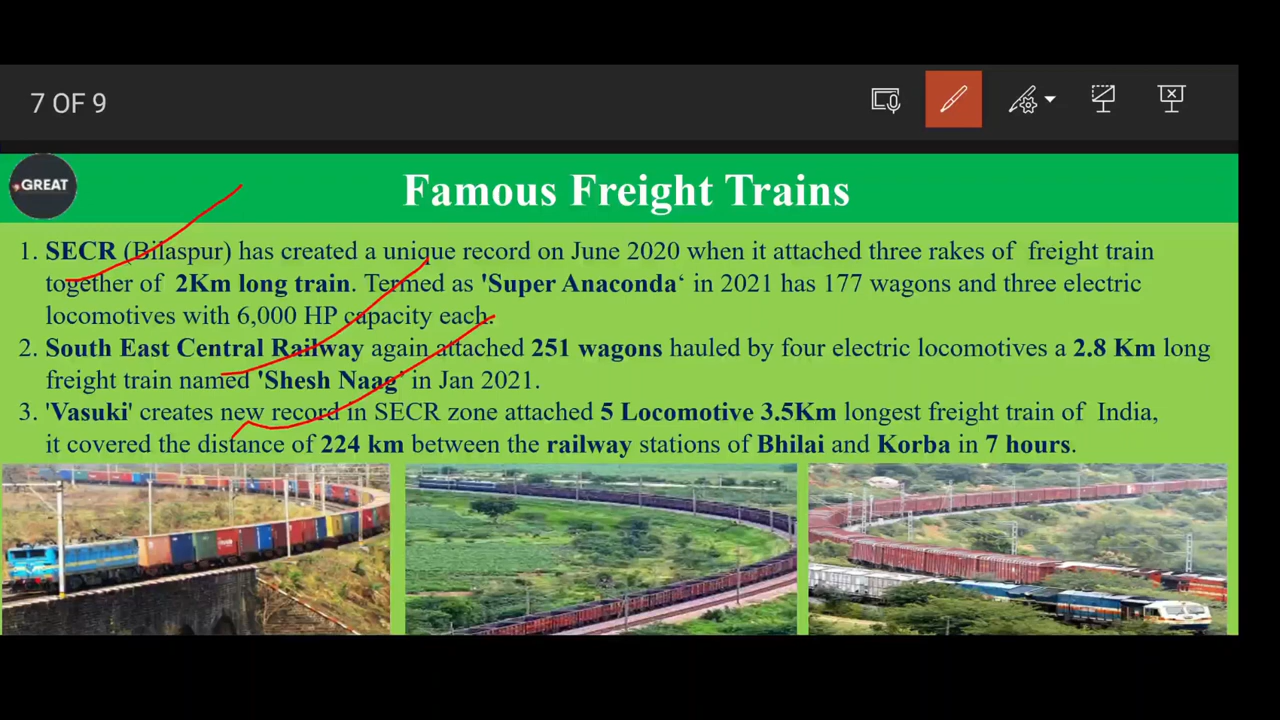 7 OF 9
GREAT
Famous Freight Trains
1. SECR (Bilaspur) has created a unique record on June 2020 when it attached three rakes of freight train
together of 2Km long train. Termed as 'Super Anaconda‘ in 2021 has 177 wagons and three electric
locomotives with 6,000 HP capacity each.
2. South East Central Railway again attached 251 wagons hauled by four electric locomotives a 2.8 Km long
freight train named 'Shesh Naag' in Jan 2021.
3. 'Vasuki' creates new record in SECR zone attached 5 Locomotive 3.5Km longest freight train of India,
it covered the distance of 224 km between the railway stations of Bhilai and Korba in 7 hours.